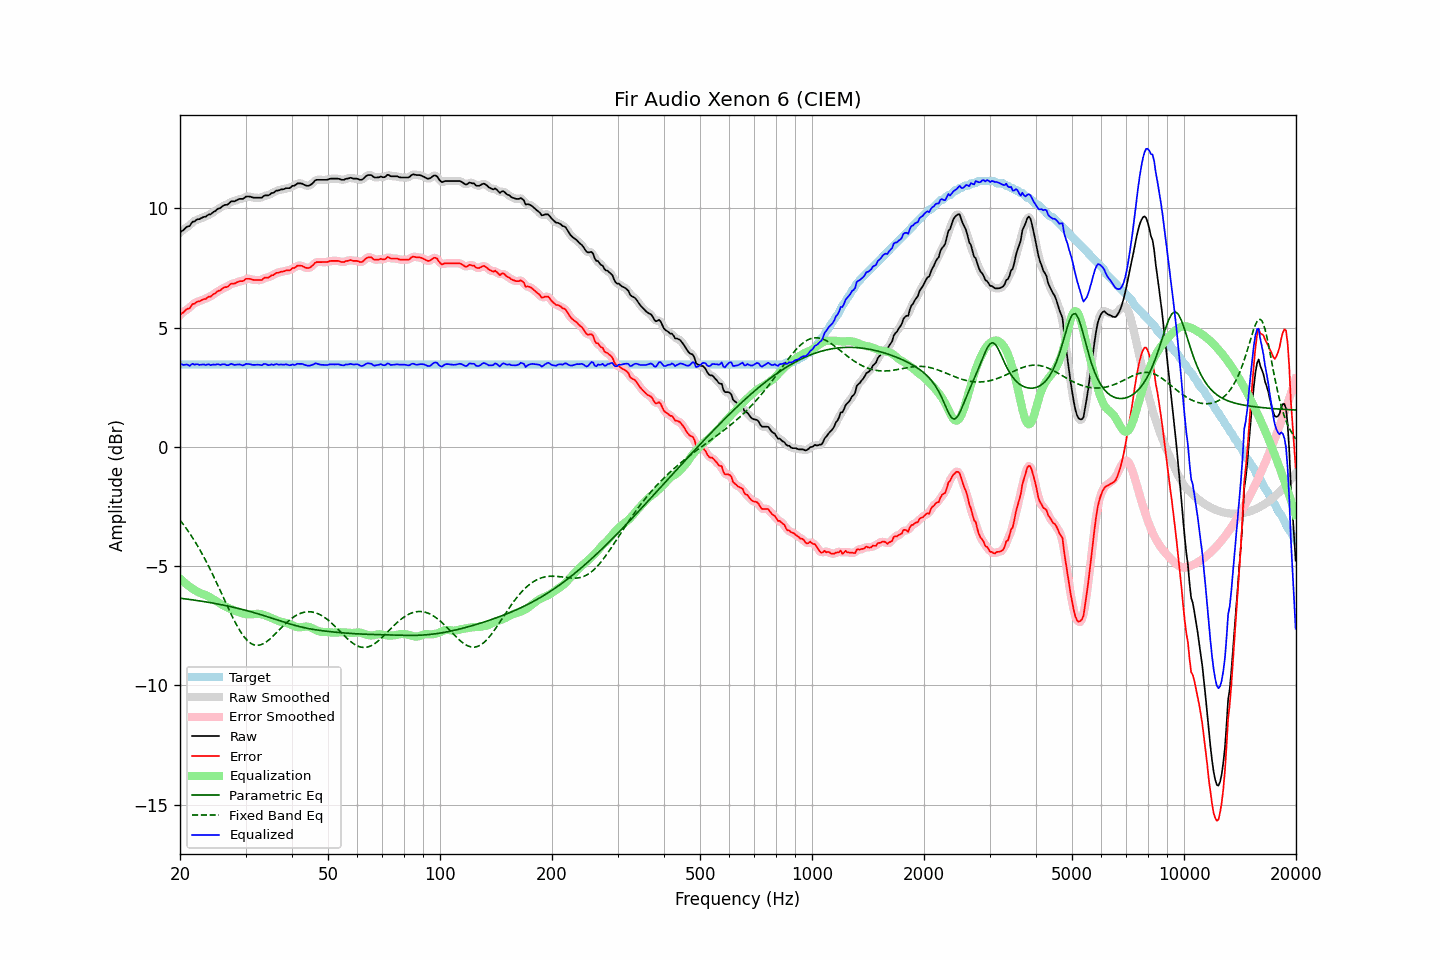 Fir Audio Xenon 6 (CIEM)
Amplitude (dBr)
10
5
0
−5
−10
−15
Target
Raw Smoothed
Error Smoothed
Raw
Error
Equalization
Parametric Eq
Fixed Band Eq
Equalized
20
50
100
200
500
1000
2000
5000
10000
20000
Frequency (Hz)